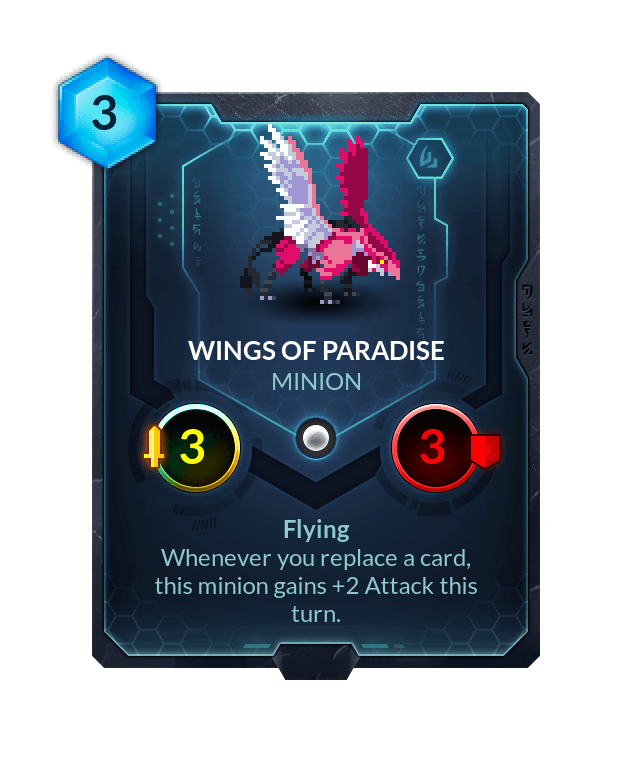 3
WINGS OF PARADISE
MINION
3
3
Flying
Whenever you replace a card,
this minion gains +2 Attack this
turn.